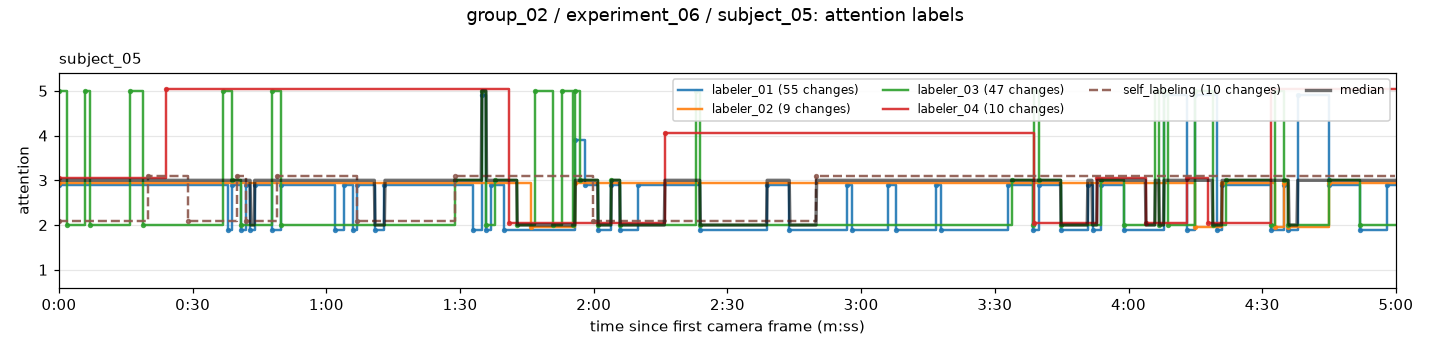 group_02 / experiment_06 / subject_05: attention labels
subject_05
labeler_01 (55 changes)
labeler_02 (9 changes)
labeler_03 (47 changes)
labeler_04 (10 changes)
self_labeling (10 changes)
median
attention
5
4
3
2
1
0:00 0:30 1:00 1:30 2:00 2:30 3:00 3:30 4:00 4:30 5:00
time since first camera frame (m:ss)